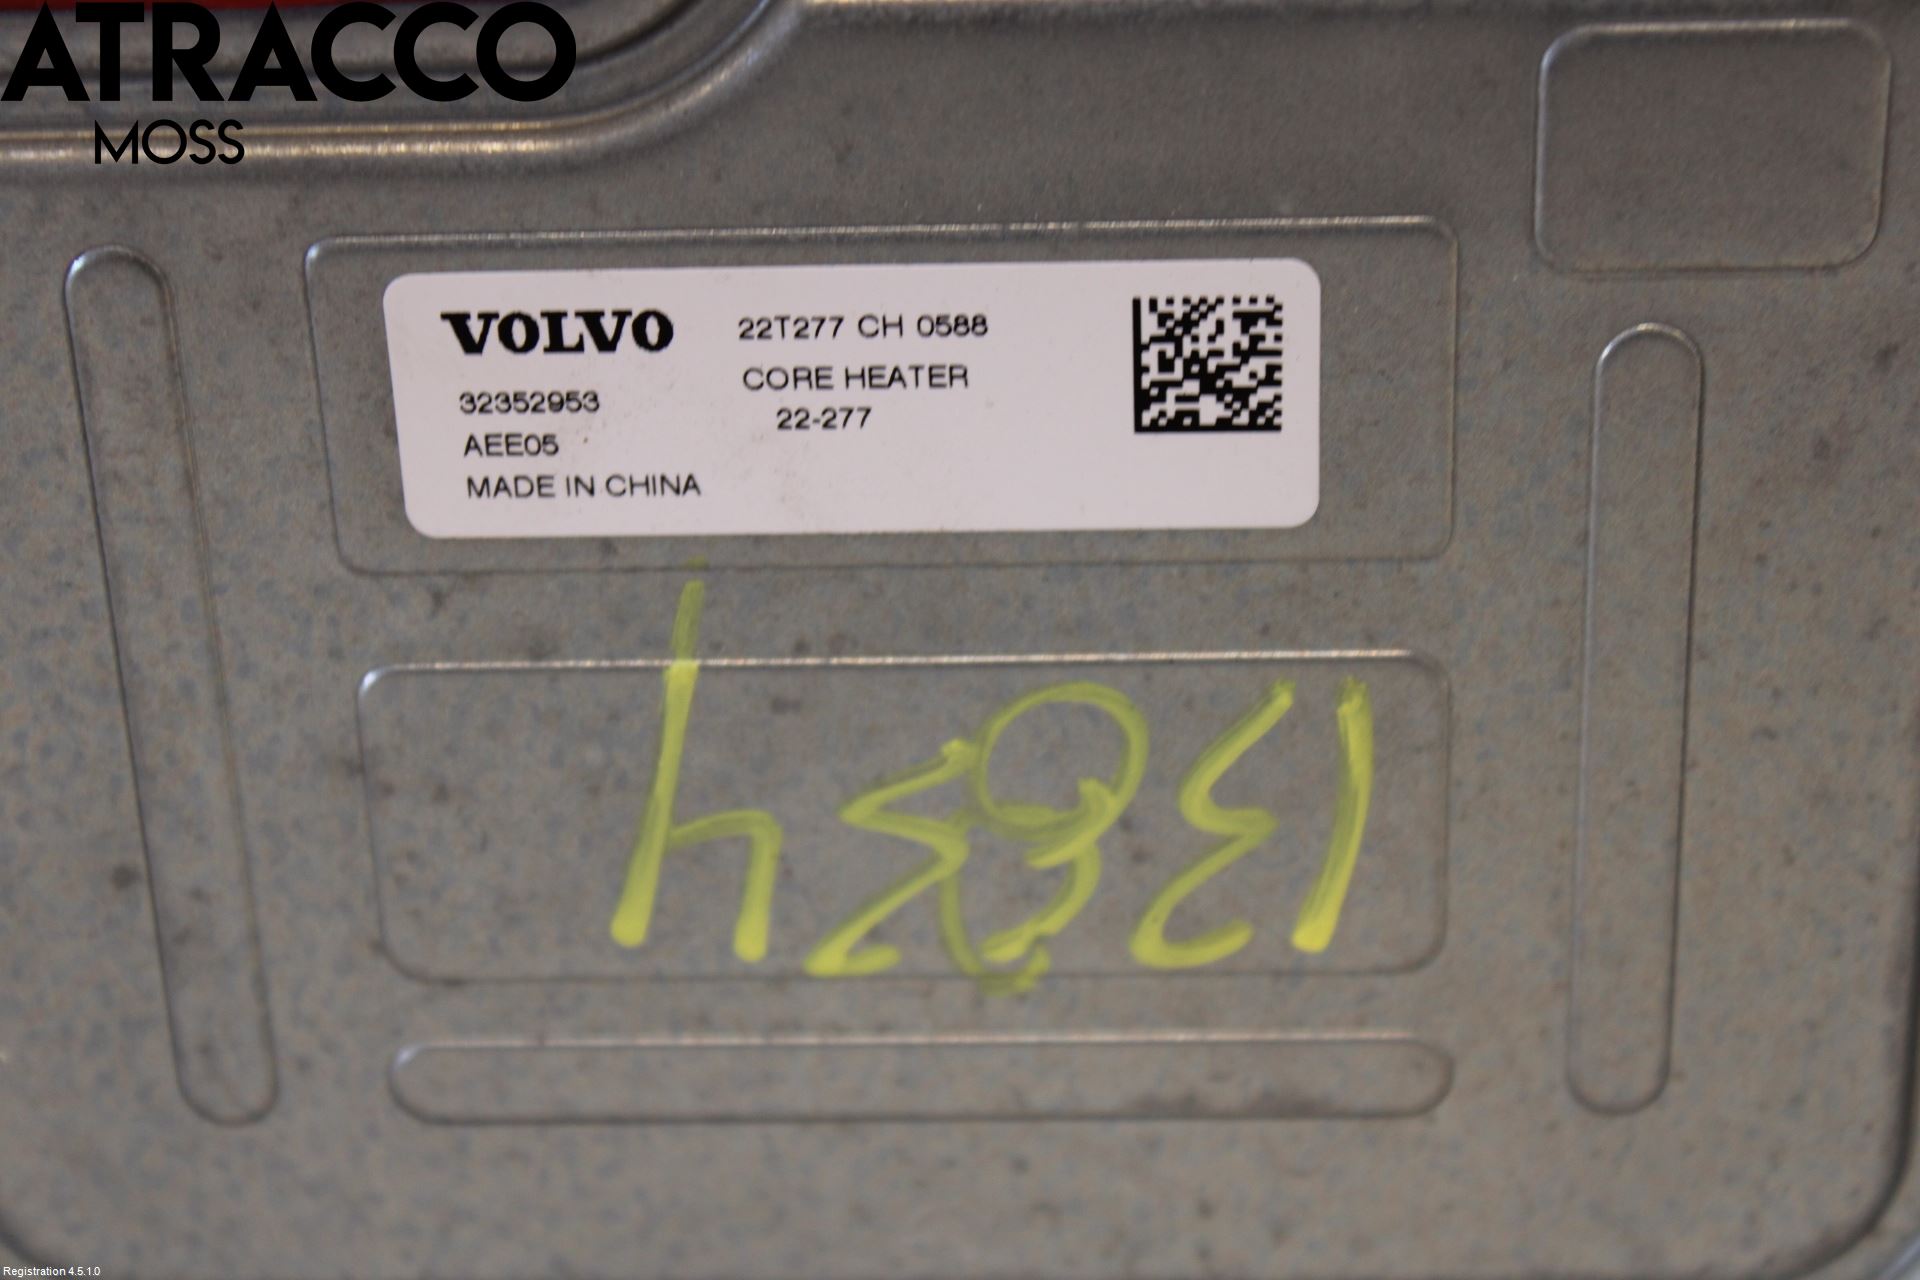 ATRACCO
MOSS
VOLVO
32352953
AEE05
MADE IN CHINA
22T277 CH 0588
CORE HEATER
22-277
13834
Registration 4.5.1.0